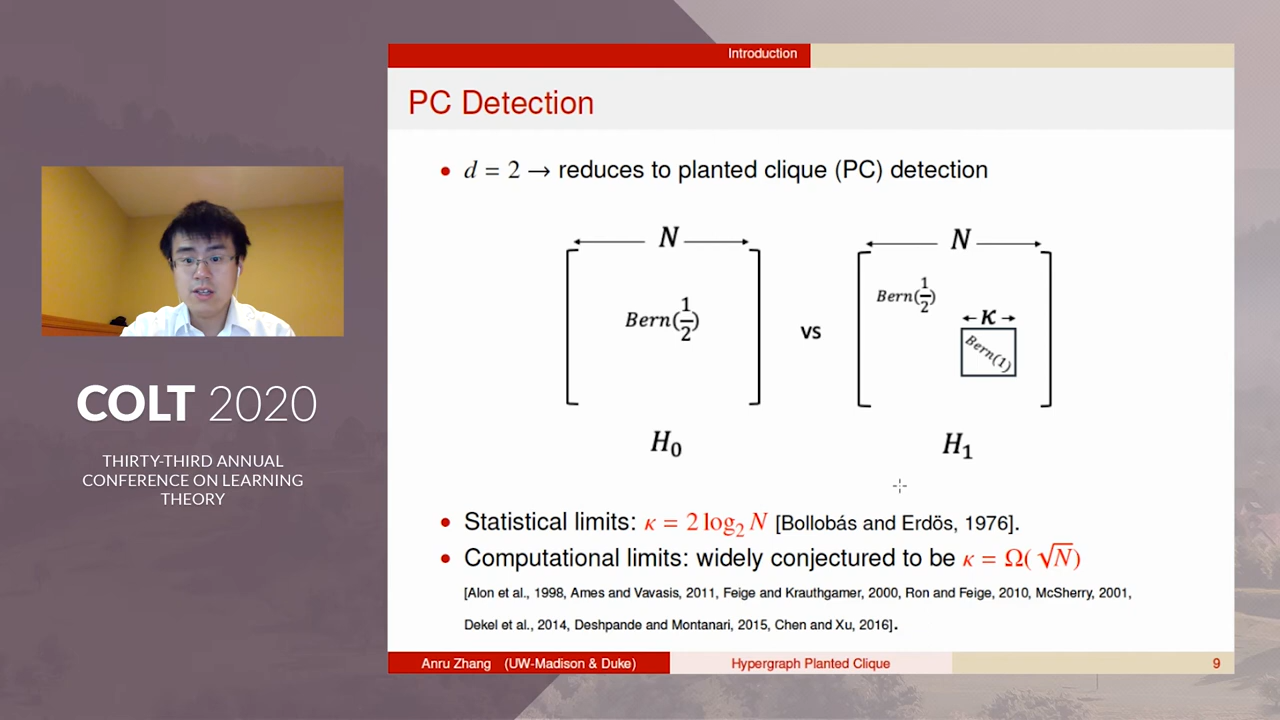 Introduction
PC Detection
• d = 2 → reduces to planted clique (PC) detection
N
N
Bern(1/2)
vs
Bern(1/2)
κ
Bern(1)
H₀
H₁
• Statistical limits: κ = 2 log₂ N [Bollobás and Erdös, 1976].
• Computational limits: widely conjectured to be κ = Ω(√N)
[Alon et al., 1998, Ames and Vavasis, 2011, Feige and Krauthgamer, 2000, Ron and Feige, 2010, McSherry, 2001,
Dekel et al., 2014, Deshpande and Montanari, 2015, Chen and Xu, 2016].
Anru Zhang (UW-Madison & Duke)
Hypergraph Planted Clique
9
COLT 2020
THIRTY-THIRD ANNUAL
CONFERENCE ON LEARNING
THEORY